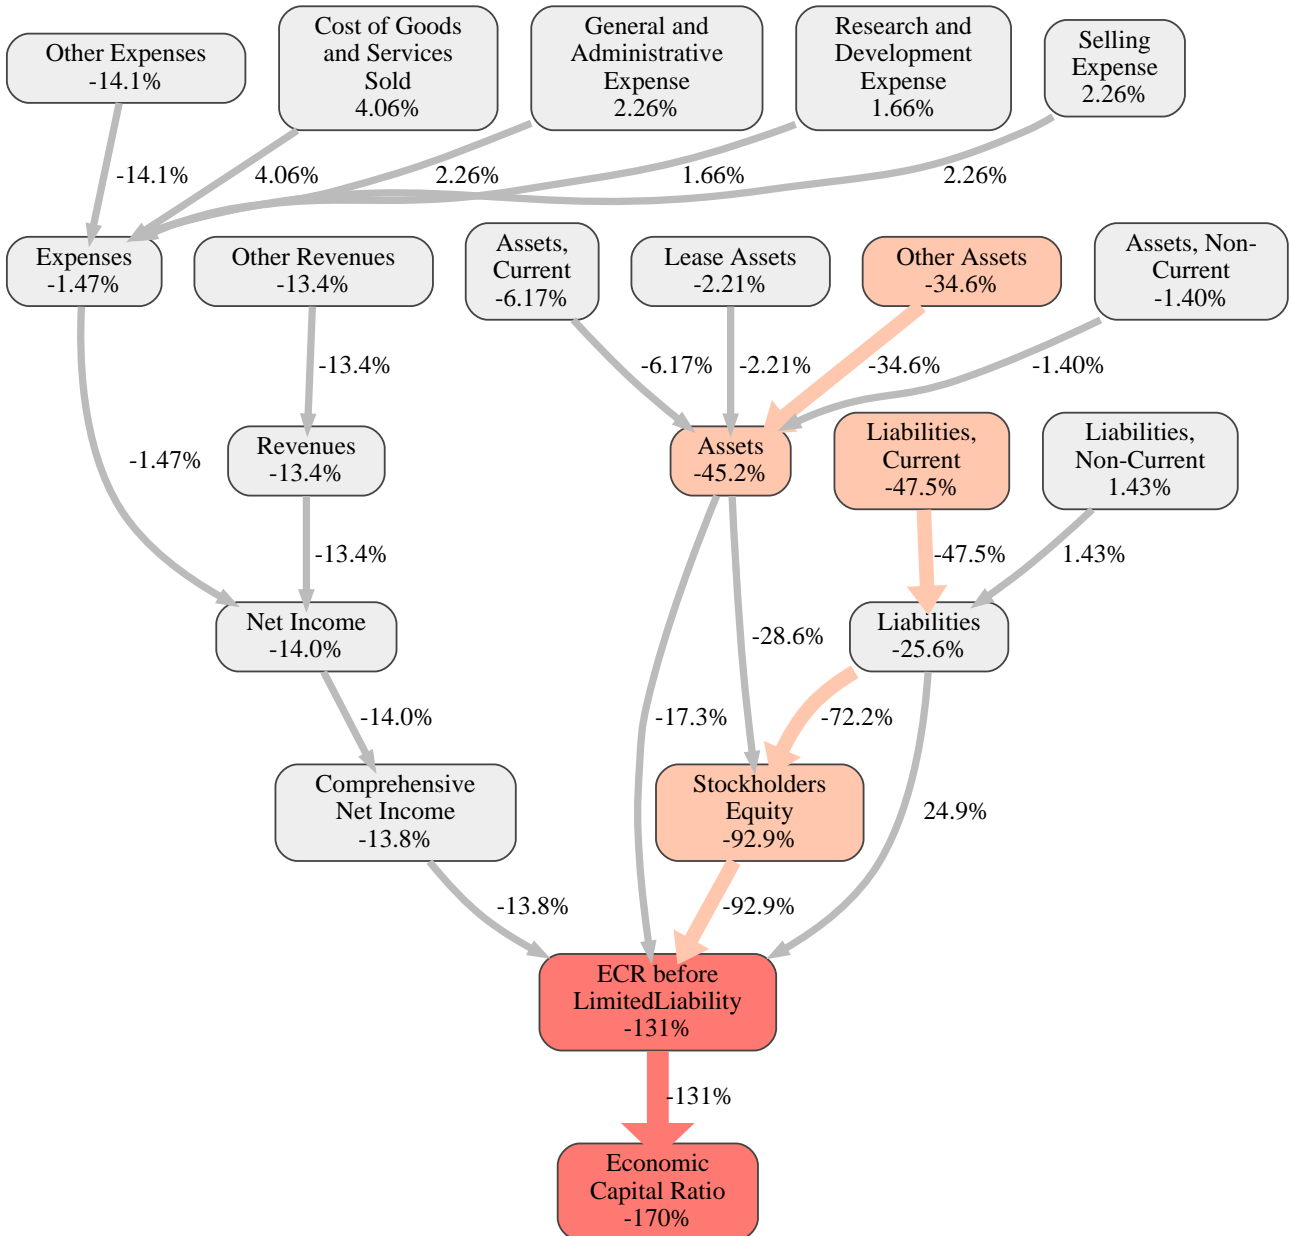 Other Expenses
-14.1%
Cost of Goods
and Services
Sold
4.06%
General and
Administrative
Expense
2.26%
Research and
Development
Expense
1.66%
Selling
Expense
2.26%
-14.1%
4.06%
2.26%
1.66%
2.26%
Expenses
-1.47%
Other Revenues
-13.4%
Assets,
Current
-6.17%
Lease Assets
-2.21%
Other Assets
-34.6%
Assets, Non-
Current
-1.40%
-13.4%
-6.17%
-2.21%
-34.6%
-1.40%
-1.47%
Revenues
-13.4%
Assets
-45.2%
Liabilities,
Current
-47.5%
Liabilities,
Non-Current
1.43%
-13.4%
-47.5%
1.43%
Net Income
-14.0%
-28.6%
Liabilities
-25.6%
-14.0%
-17.3%
-72.2%
Comprehensive
Net Income
-13.8%
Stockholders
Equity
-92.9%
24.9%
-13.8%
-92.9%
ECR before
LimitedLiability
-131%
-131%
Economic
Capital Ratio
-170%